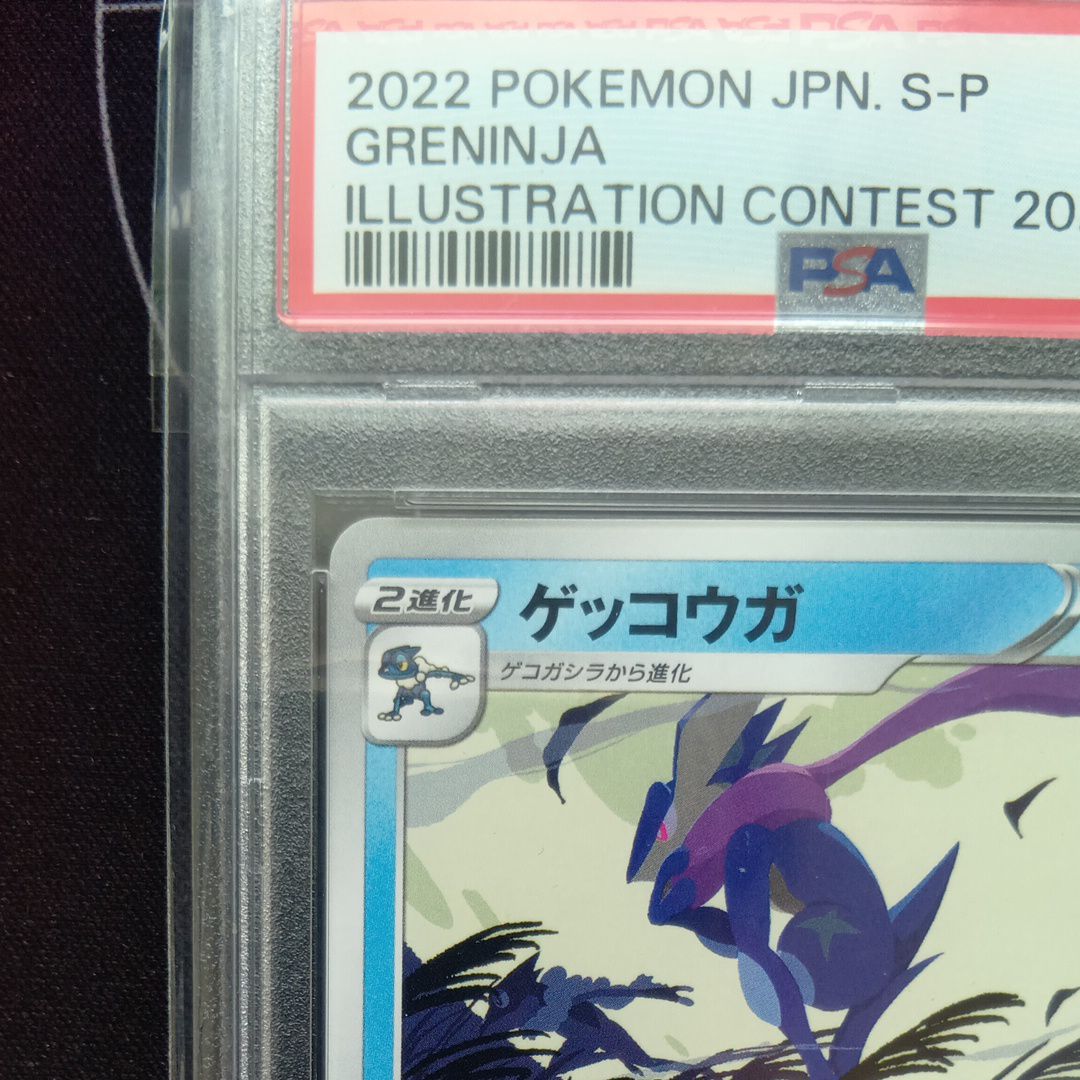 2022 POKEMON JPN. S-P
GRENINJA
ILLUSTRATION CONTEST 20
PSA
2進化
ゲッコウガ
ゲコガシラから進化